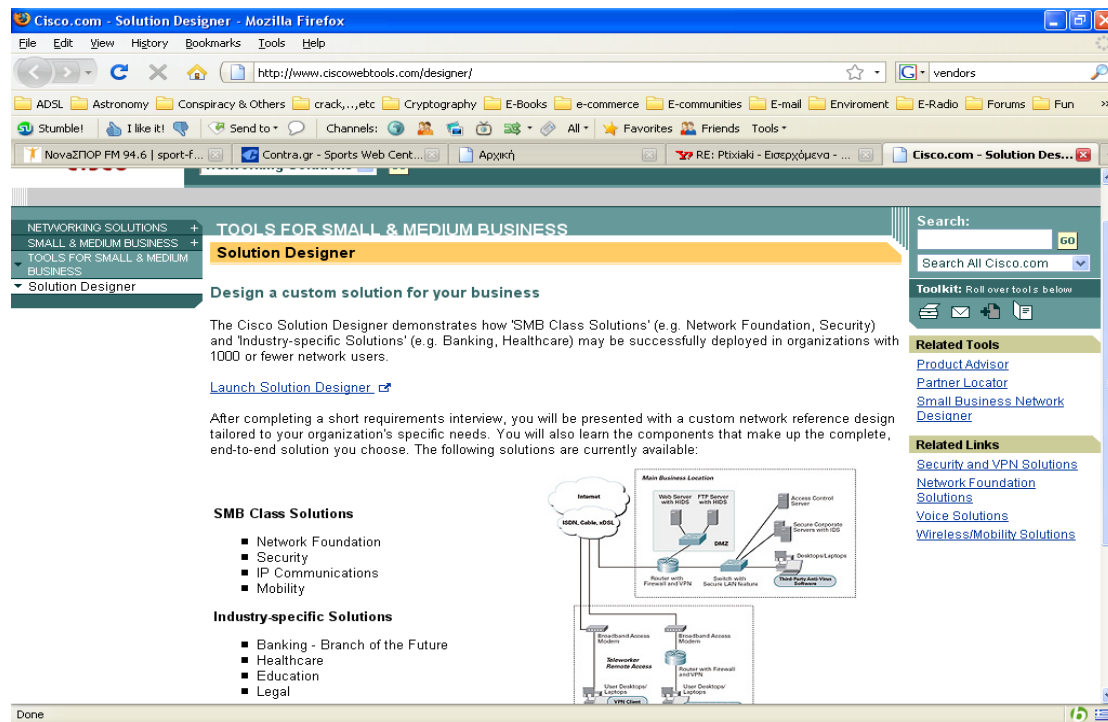 Cisco.com - Solution Designer - Mozilla Firefox
File Edit View History Bookmarks Tools Help
http://www.ciscowebtools.com/designer/
G vendors
ADSL Astronomy Conspiracy & Others crack,..,etc Cryptography E-Books e-commerce E-communities E-mail Enviroment E-Radio Forums Fun »
Stumble! I like it! Send to Channels: All Favorites Friends Tools
NovaΣΠΟΡ FM 94.6 | sport-f... Contra.gr - Sports Web Cent... Αρχική RE: Ptixiaki - Εισερχόμενα - ... Cisco.com - Solution Des...
NETWORKING SOLUTIONS +
SMALL & MEDIUM BUSINESS +
TOOLS FOR SMALL & MEDIUM
BUSINESS
Solution Designer
TOOLS FOR SMALL & MEDIUM BUSINESS
Solution Designer
Design a custom solution for your business
The Cisco Solution Designer demonstrates how 'SMB Class Solutions' (e.g. Network Foundation, Security)
and 'Industry-specific Solutions' (e.g. Banking, Healthcare) may be successfully deployed in organizations with
1000 or fewer network users.
Launch Solution Designer
After completing a short requirements interview, you will be presented with a custom network reference design
tailored to your organization's specific needs. You will also learn the components that make up the complete,
end-to-end solution you choose. The following solutions are currently available:
SMB Class Solutions
Network Foundation
Security
IP Communications
Mobility
Industry-specific Solutions
Banking - Branch of the Future
Healthcare
Education
Legal
Main Business Location
Internet
ISDN, Cable, xDSL
Web Server
with HIDS
FTP Server
with HIDS
DMZ
Access Control
Server
Secure Corporate
Servers with IDS
Desktops/Laptops
Router with
Firewall and VPN
Switch with
Secure LAN feature
Third-Party Anti-Virus
Software
Broadband Access
Modem
Broadband Access
Modem
Teleworker
Remote Access
Router with Firewall
and VPN
User Desktops/
Laptops
User Desktops/
Laptops
VPN Client
Search:
GO
Search All Cisco.com
Toolkit: Roll over tools below
Related Tools
Product Advisor
Partner Locator
Small Business Network
Designer
Related Links
Security and VPN Solutions
Network Foundation
Solutions
Voice Solutions
Wireless/Mobility Solutions
Done